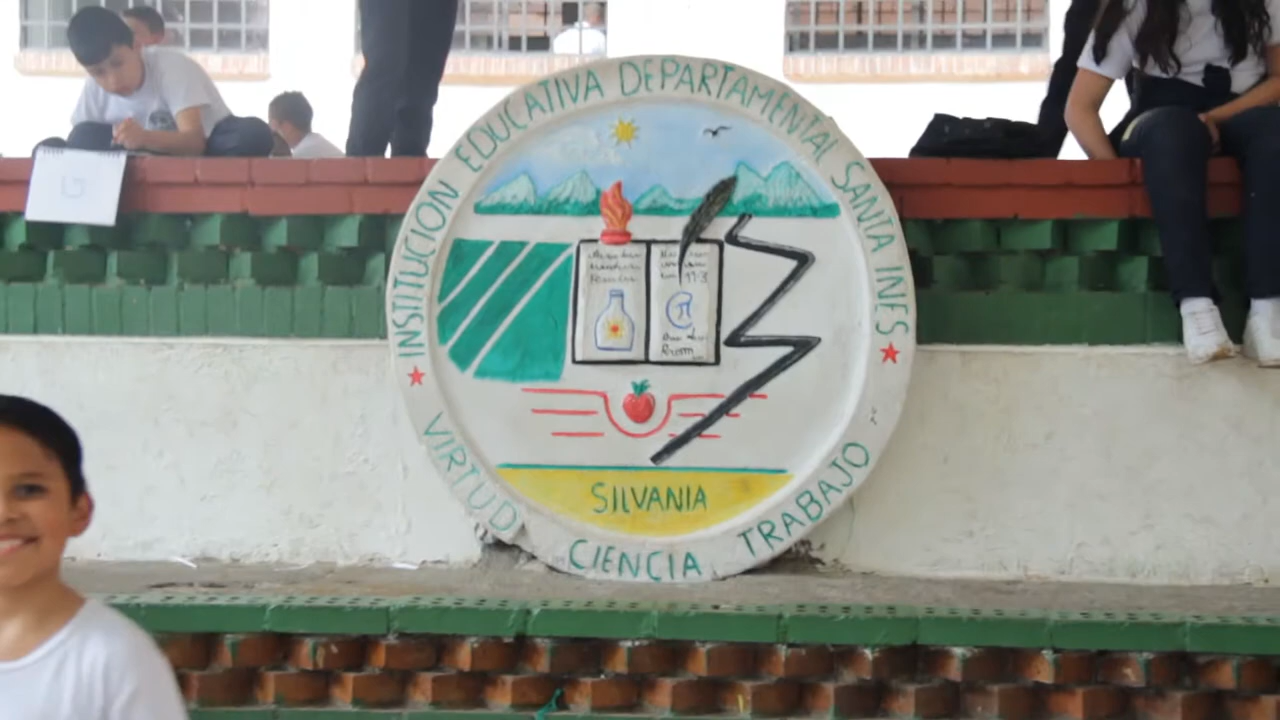 INSTITUCION EDUCATIVA DEPARTAMENTAL SANTA INES
SILVANIA
VIRTUD CIENCIA TRABAJO